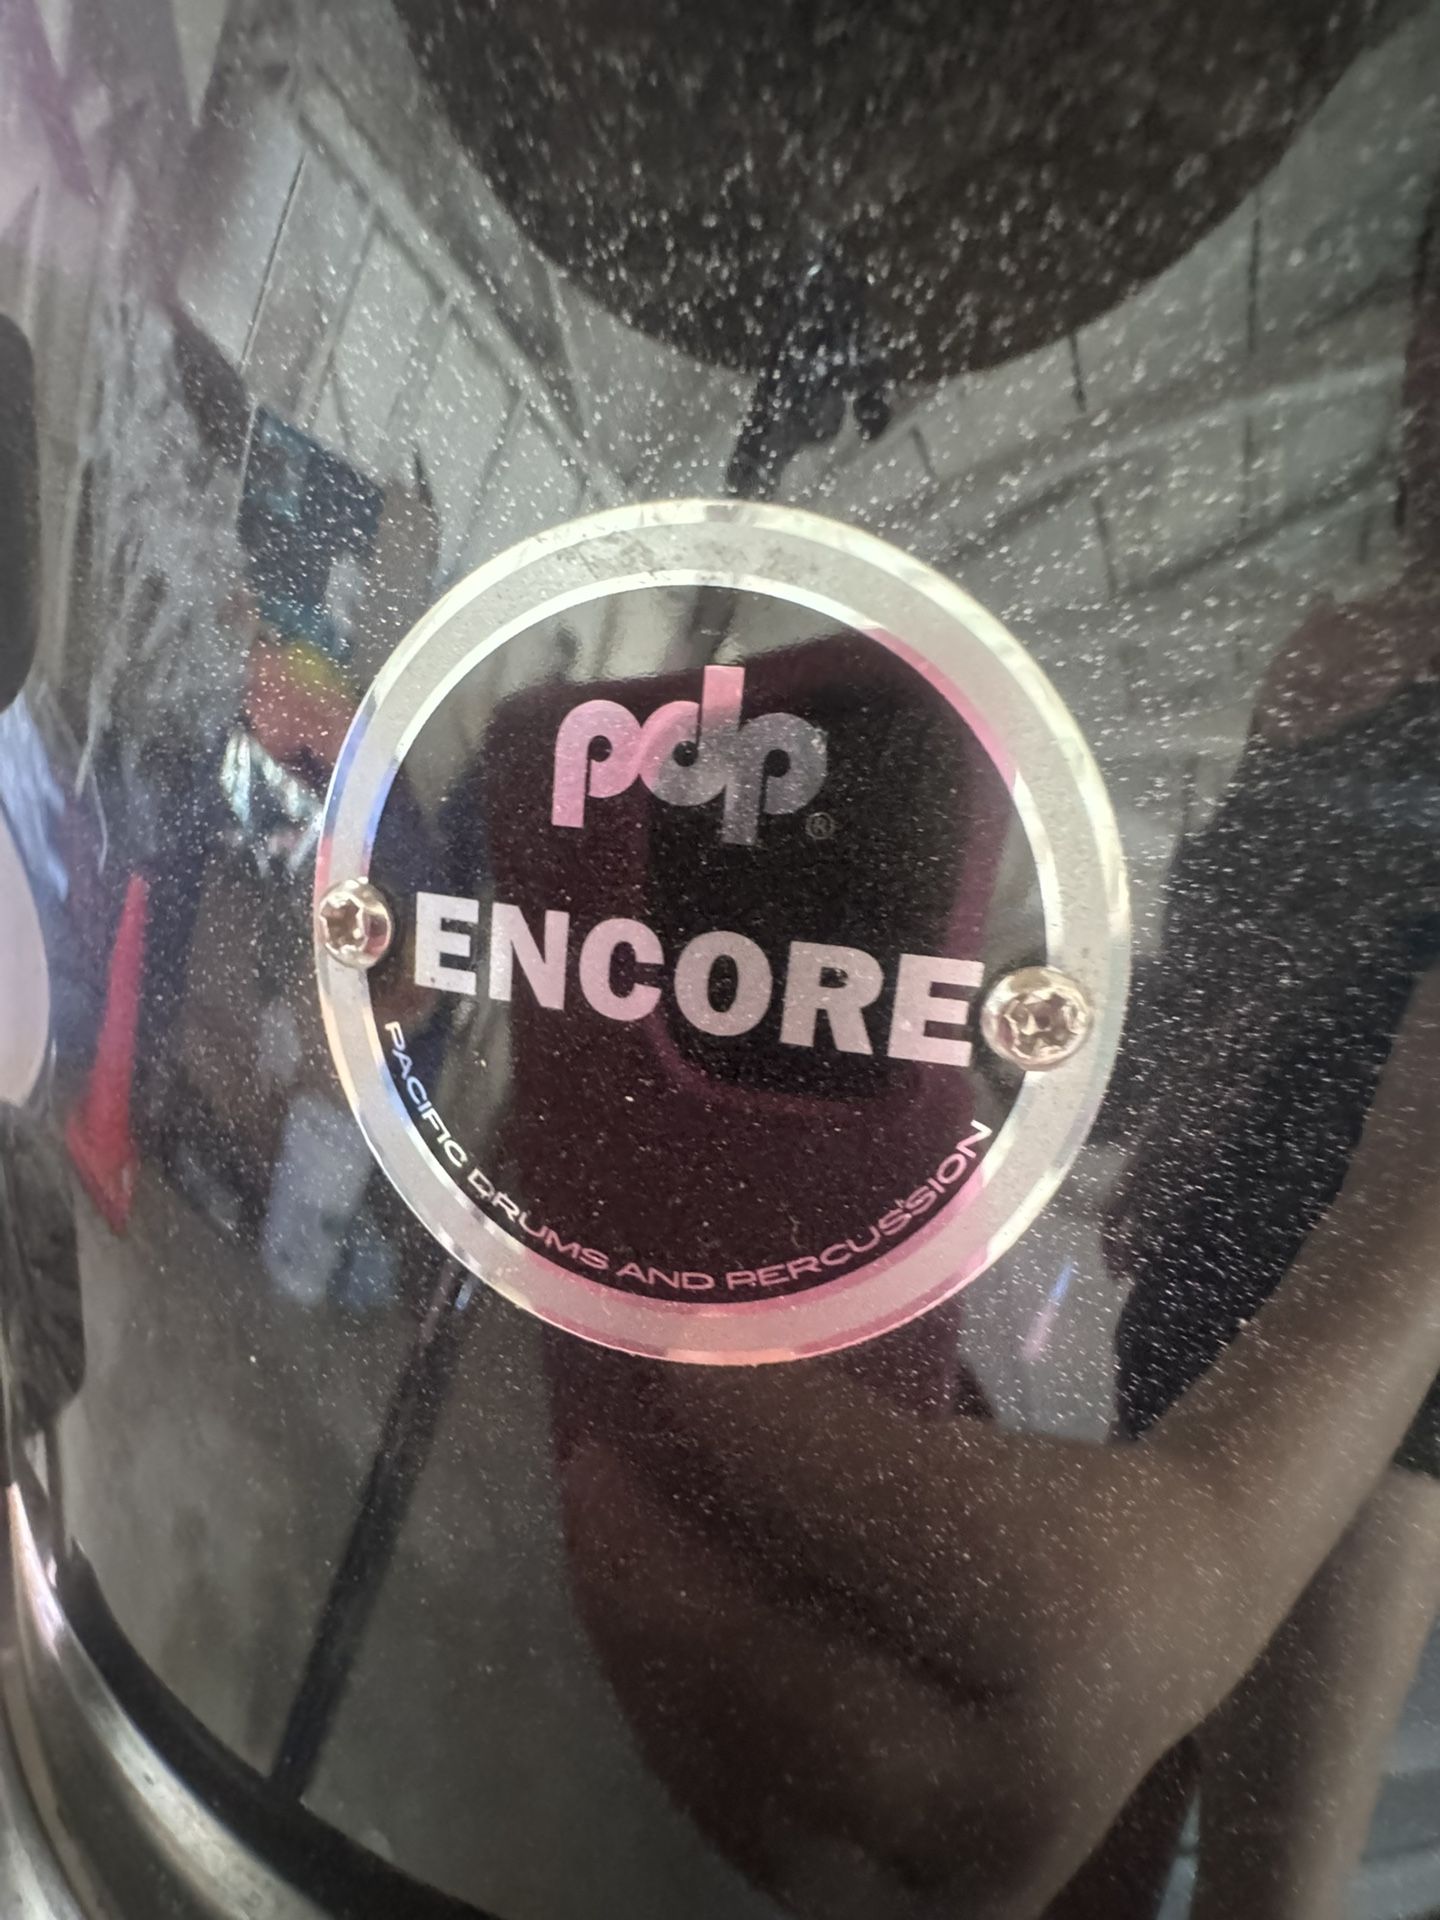 pdp®
ENCORE
PACIFIC DRUMS AND PERCUSSION